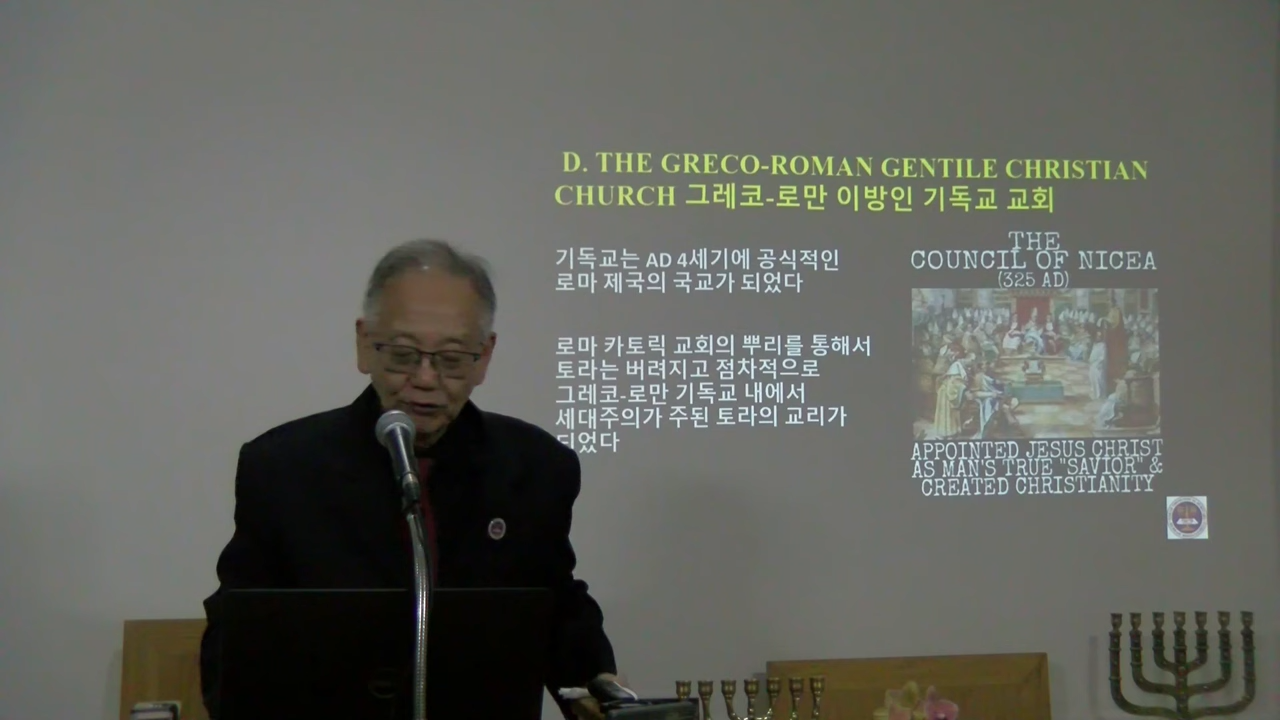 D. THE GRECO-ROMAN GENTILE CHRISTIAN
CHURCH 그레코-로만 이방인 기독교 교회
기독교는 AD 4세기에 공식적인
로마 제국의 국교가 되었다
로마 카토릭 교회의 뿌리를 통해서
토라는 버려지고 점차적으로
그레코-로만 기독교 내에서
세대주의가 주된 토라의 교리가
되었다
THE
COUNCIL OF NICEA
(325 AD)
APPOINTED JESUS CHRIST
AS MAN'S TRUE "SAVIOR" &
CREATED CHRISTIANITY